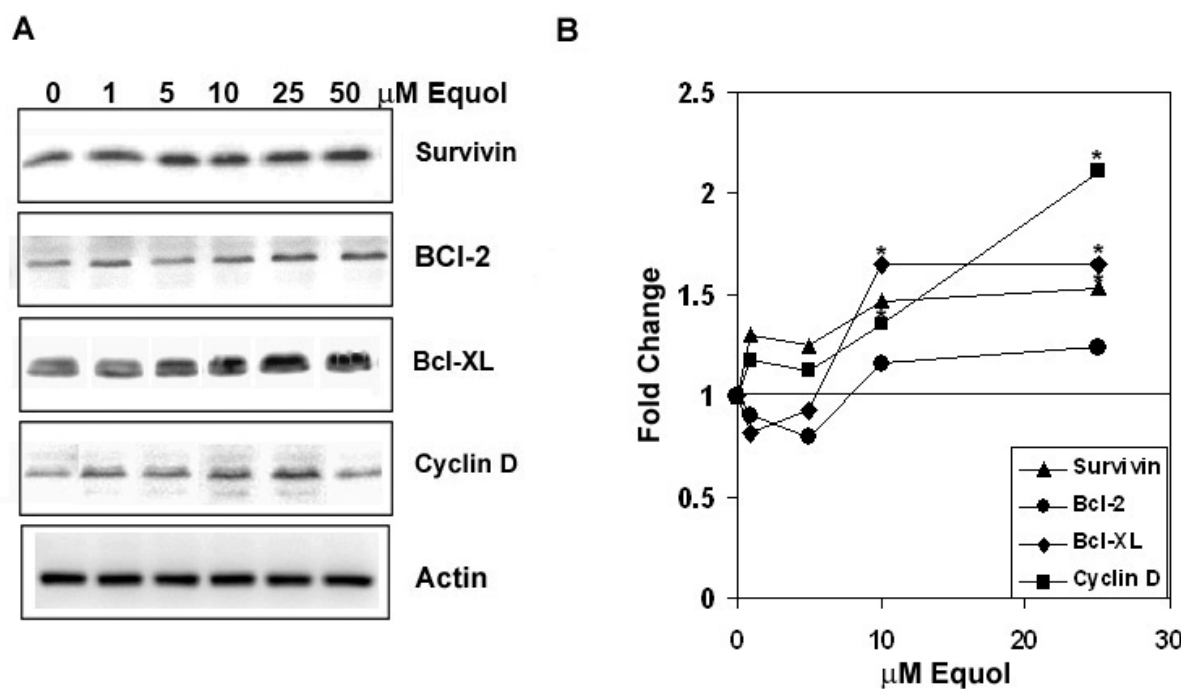 A
0 1 5 10 25 50 μM Equol
Survivin
BCl-2
Bcl-XL
Cyclin D
Actin
B
Fold Change
2.5
2
1.5
1
0.5
0
* * * * * *
Survivin
Bcl-2
Bcl-XL
Cyclin D
0 10 20 30
μM Equol